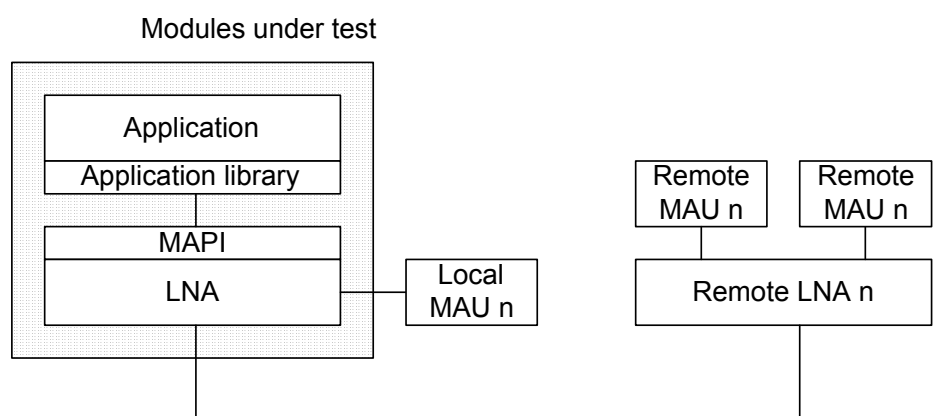 Modules under test
Application
Application library
MAPI
LNA
Local
MAU n
Remote
MAU n
Remote
MAU n
Remote LNA n